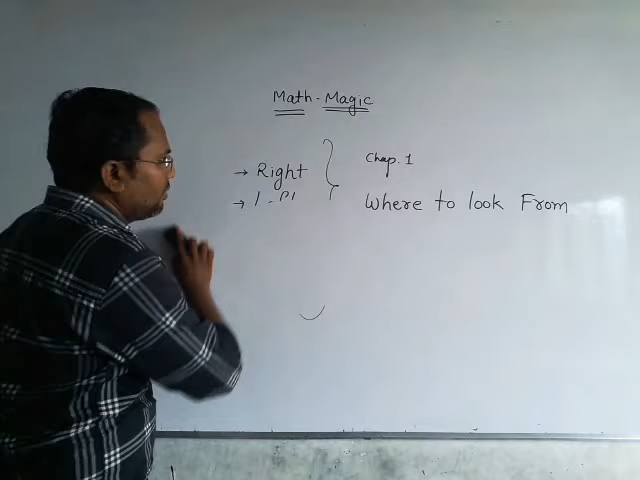 Math-Magic
Chap. 1
→ Right
→
Where to look From